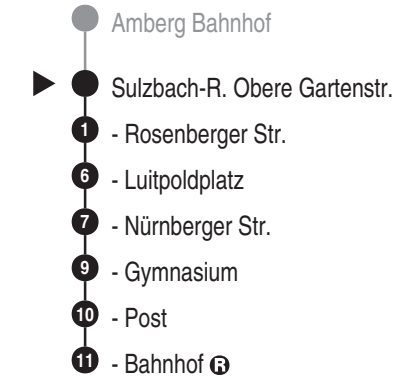 Amberg Bahnhof
Sulzbach-R. Obere Gartenstr.
1 - Rosenberger Str.
6 - Luitpoldplatz
7 - Nürnberger Str.
9 - Gymnasium
10 - Post
11 - Bahnhof R